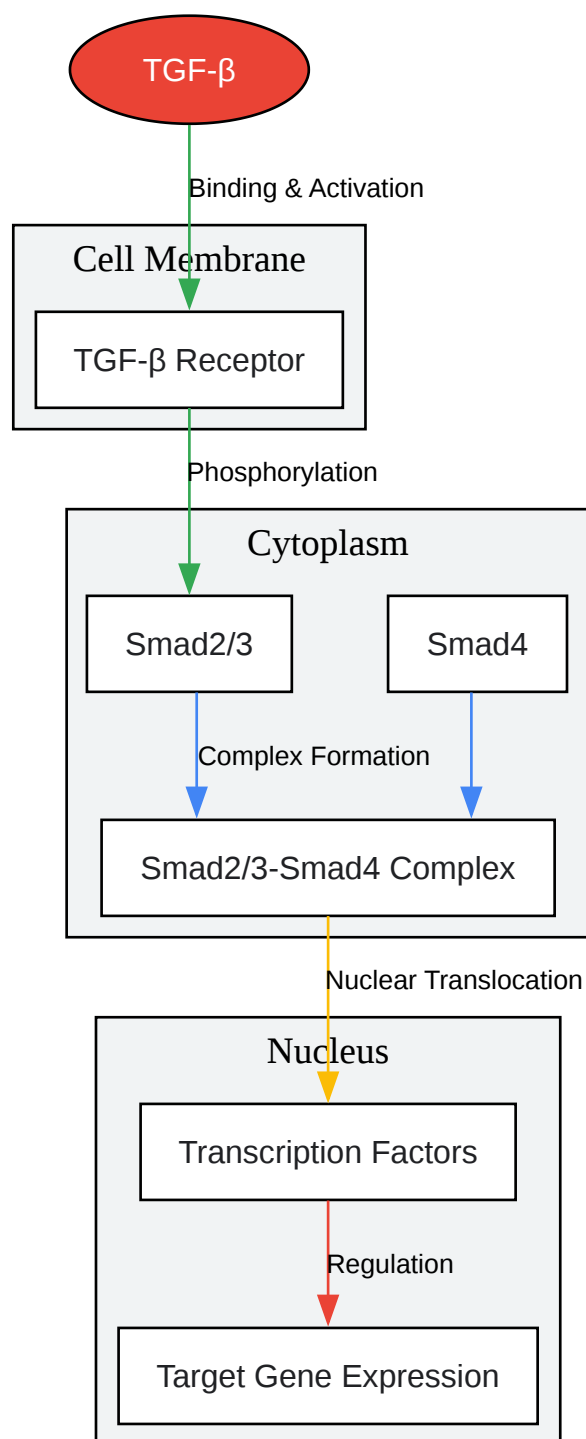 TGF-β
Binding & Activation
Cell Membrane
TGF-β Receptor
Phosphorylation
Cytoplasm
Smad2/3
Smad4
Complex Formation
Smad2/3-Smad4 Complex
Nuclear Translocation
Nucleus
Transcription Factors
Regulation
Target Gene Expression